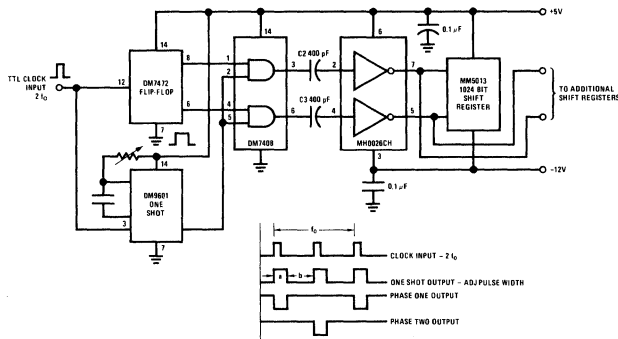 +5V
0.1 µF
14
14
6
TTL CLOCK
INPUT
2 f₀
12
DM7472
FLIP-FLOP
8
6
7
1
2
4
5
3
6
DM7408
C2 400 pF
C3 400 pF
2
4
7
5
MH0026CH
3
MM5013
1024 BIT
SHIFT
REGISTER
TO ADDITIONAL
SHIFT REGISTERS
-12V
0.1 µF
14
DM9601
ONE
SHOT
3
7
f₀
CLOCK INPUT - 2 f₀
a
b
ONE SHOT OUTPUT - ADJ PULSE WIDTH
PHASE ONE OUTPUT
PHASE TWO OUTPUT